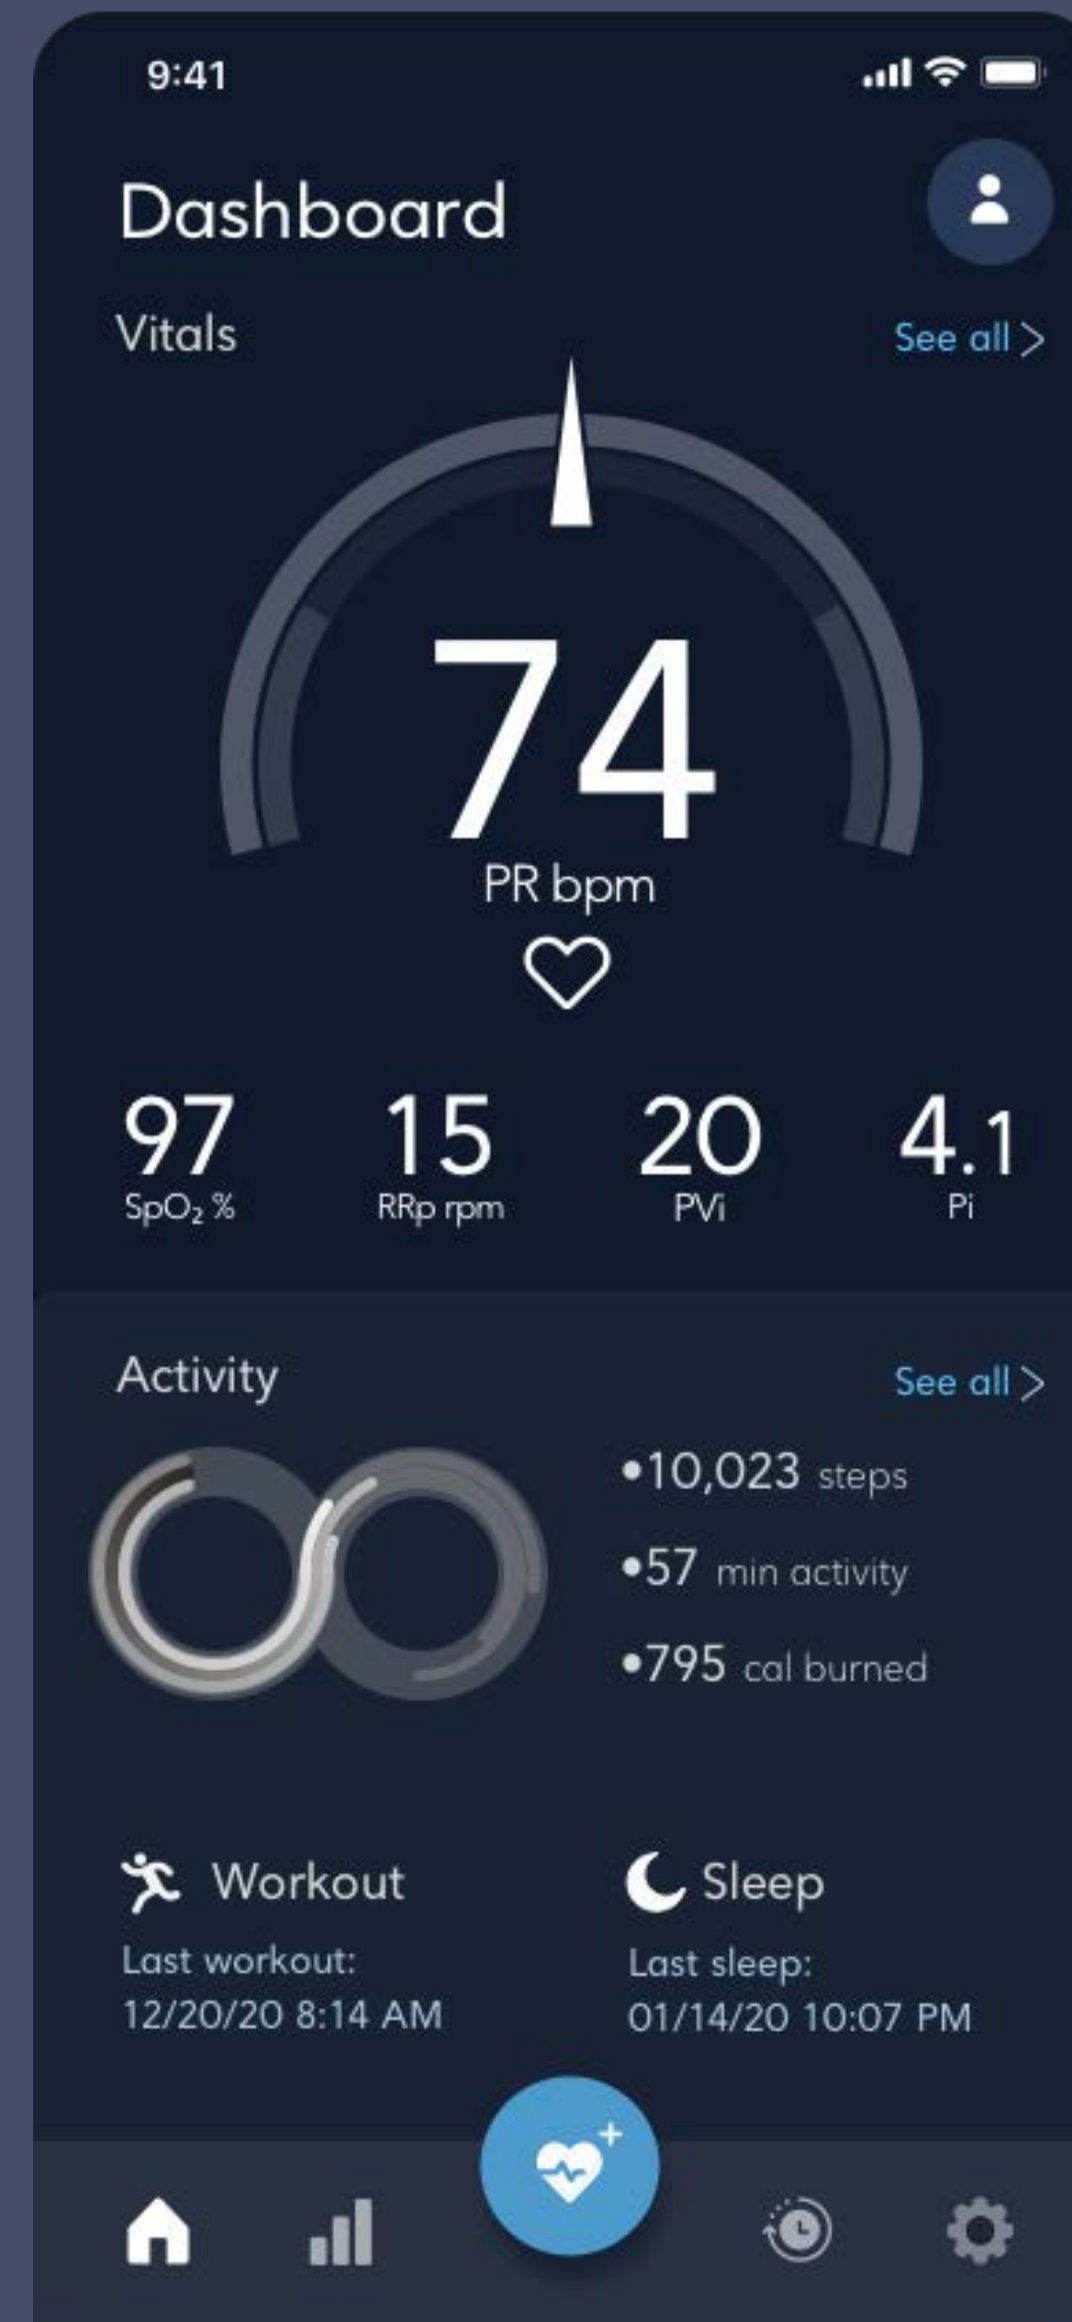 9:41
Dashboard
Vitals
See all >
74
PR bpm
97 15 20 4.1
SpO₂ % RRp rpm PVi Pi
Activity
See all >
•10,023 steps
•57 min activity
•795 cal burned
Workout
Last workout:
12/20/20 8:14 AM
Sleep
Last sleep:
01/14/20 10:07 PM